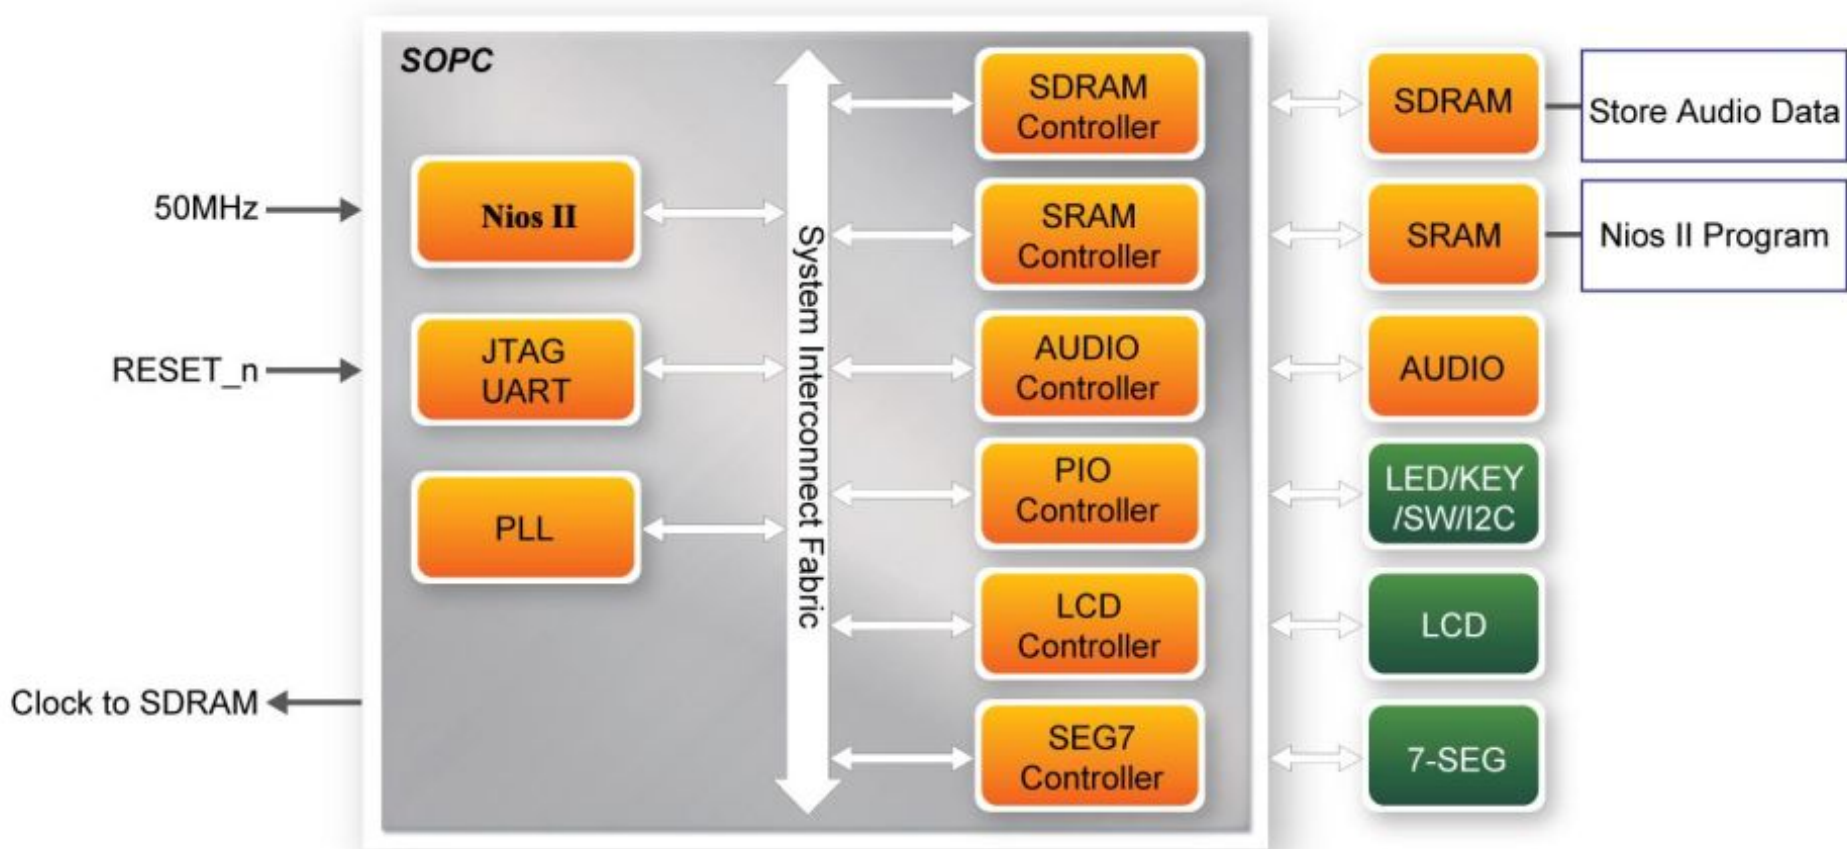 SOPC
50MHz
RESET_n
Clock to SDRAM
Nios II
JTAG
UART
PLL
System Interconnect Fabric
SDRAM
Controller
SRAM
Controller
AUDIO
Controller
PIO
Controller
LCD
Controller
SEG7
Controller
SDRAM
SRAM
AUDIO
LED/KEY
/SW/I2C
LCD
7-SEG
Store Audio Data
Nios II Program